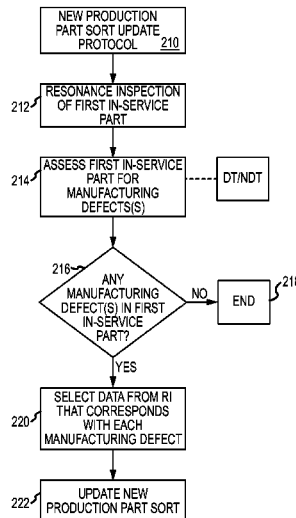 NEW PRODUCTION
PART SORT UPDATE
PROTOCOL 210
212
RESONANCE INSPECTION
OF FIRST IN-SERVICE
PART
214
ASSESS FIRST IN-SERVICE
PART FOR
MANUFACTURING
DEFECTS(S)
DT/NDT
216
ANY
MANUFACTURING
DEFECT(S) IN FIRST
IN-SERVICE
PART?
NO
END
218
YES
220
SELECT DATA FROM RI
THAT CORRESPONDS
WITH EACH
MANUFACTURING DEFECT
222
UPDATE NEW
PRODUCTION PART SORT